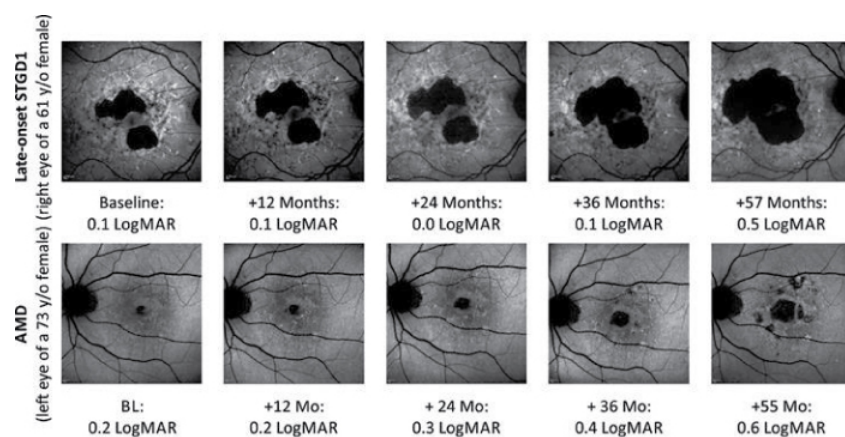 Late-onset STGD1
(right eye of a 61 y/o female)
Baseline:
0.1 LogMAR
+12 Months:
0.1 LogMAR
+24 Months:
0.0 LogMAR
+36 Months:
0.1 LogMAR
+57 Months:
0.5 LogMAR
AMD
(left eye of a 73 y/o female)
BL:
0.2 LogMAR
+12 Mo:
0.2 LogMAR
+ 24 Mo:
0.3 LogMAR
+ 36 Mo:
0.4 LogMAR
+55 Mo:
0.6 LogMAR